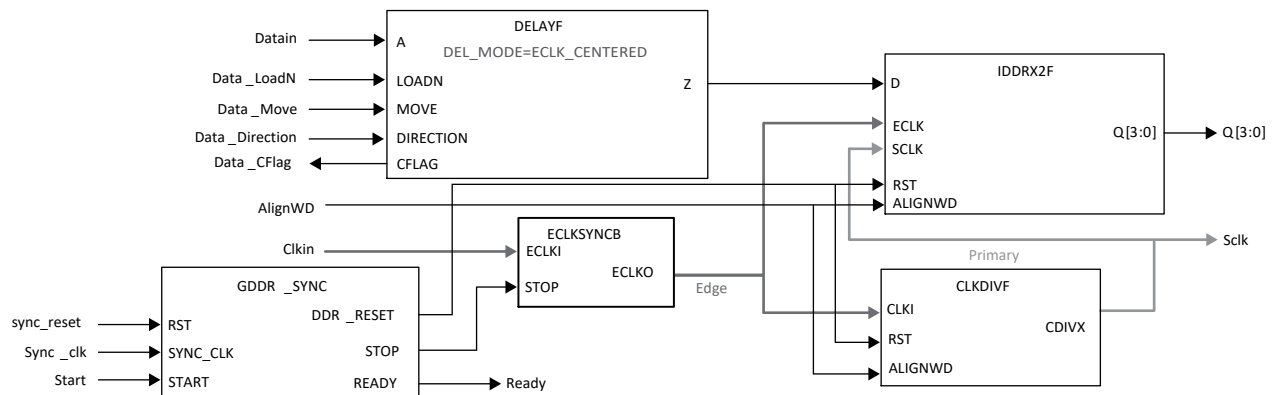 DELAYF
DEL_MODE=ECLK_CENTERED
Datain
A
Data _LoadN
LOADN
Data _Move
MOVE
Data _Direction
DIRECTION
Data _CFlag
CFLAG
Z
IDDRX2F
D
ECLK
SCLK
RST
ALIGNWD
Q[3:0]
Q[3:0]
AlignWD
Clkin
ECLKSYNCB
ECLKI
STOP
ECLKO
Edge
Primary
Sclk
GDDR _SYNC
sync_reset
RST
Sync _clk
SYNC_CLK
Start
START
DDR _RESET
STOP
READY
Ready
CLKDIVF
CLKI
RST
ALIGNWD
CDIVX